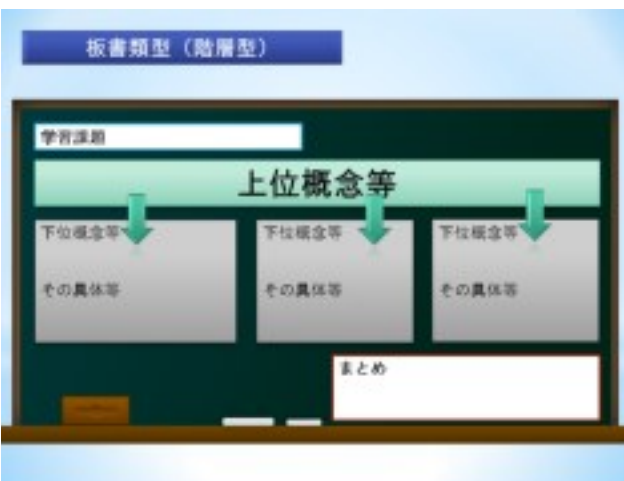 板書類型（階層型）
学習課題
上位概念等
下位概念等
その具体等
下位概念等
その具体等
下位概念等
その具体等
まとめ